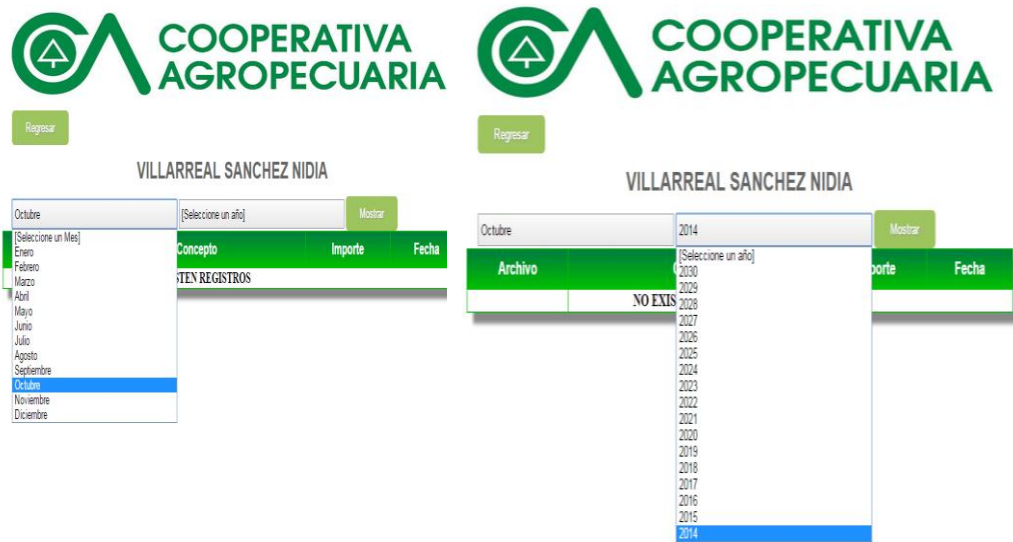 COOPERATIVA
AGROPECUARIA
Regresar
VILLARREAL SANCHEZ NIDIA
Octubre [Seleccione un año] Mostrar
Concepto Importe Fecha
STEN REGISTROS
[Seleccione un Mes]
Enero
Febrero
Marzo
Abril
Mayo
Junio
Julio
Agosto
Septiembre
Octubre
Noviembre
Diciembre
COOPERATIVA
AGROPECUARIA
Regresar
VILLARREAL SANCHEZ NIDIA
Octubre 2014 Mostrar
Archivo orte Fecha
NO EXIS
[Seleccione un año]
2030
2029
2028
2027
2026
2025
2024
2023
2022
2021
2020
2019
2018
2017
2016
2015
2014